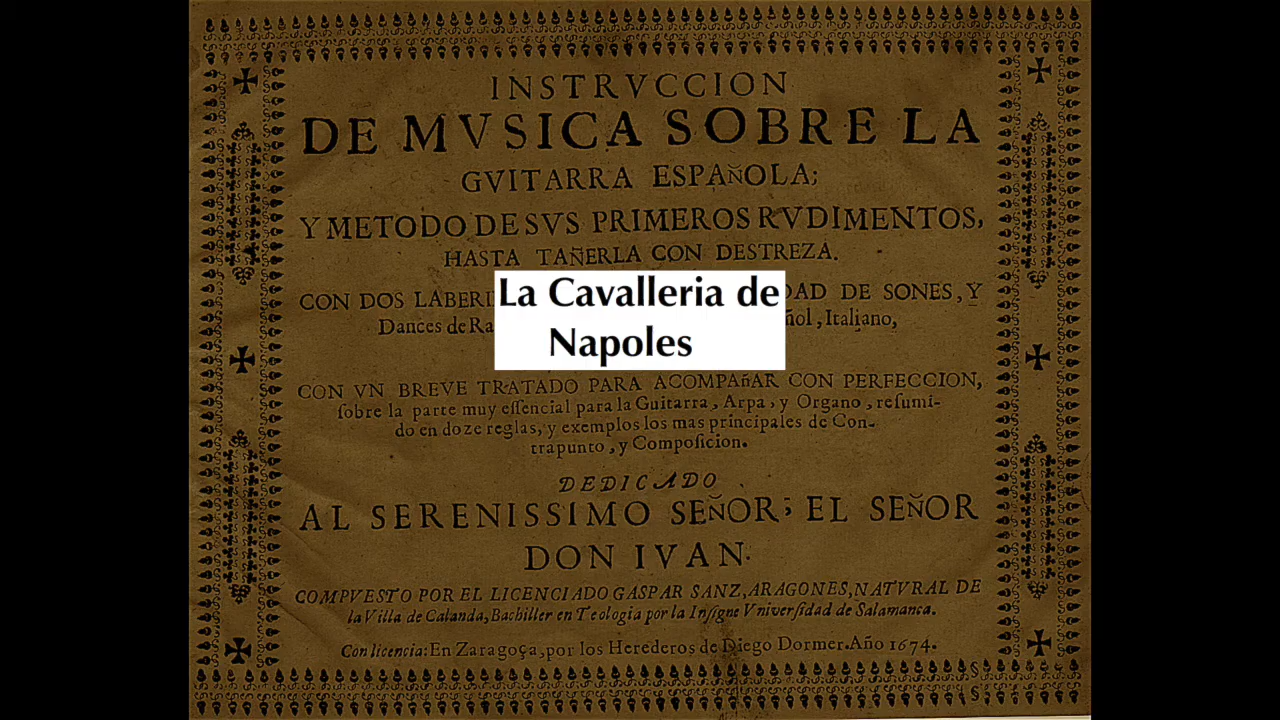 INSTRVCCION
DE MVSICA SOBRE LA
GVITARRA ESPAÑOLA;
Y METODO DE SVS PRIMEROS RVDIMENTOS,
HASTA TAÑERLA CON DESTREZA.
CON DOS LABER DAD DE SONES, Y
La Cavalleria de
Napoles
Dances de Ra ñol, Italiano,
CON VN BREVE TRATADO PARA ACOMPAñAR CON PERFECCION,
sobre la parte muy essencial para la Guitarra, Arpa, y Organo, resumi-
do en doze reglas, y exemplos los mas principales de Con-
trapunto, y Composicion.
DEDICADO
AL SERENISSIMO SEÑOR; EL SEÑOR
DON IVAN.
COMPVESTO POR EL LICENCIADO GASPAR SANZ, ARAGONES, NATVRAL DE
la Villa de Calanda, Bachiller en Teologia por la Insigne Vniversidad de Salamanca.
Con licencia: En Zaragoça, por los Herederos de Diego Dormer. Año 1674.